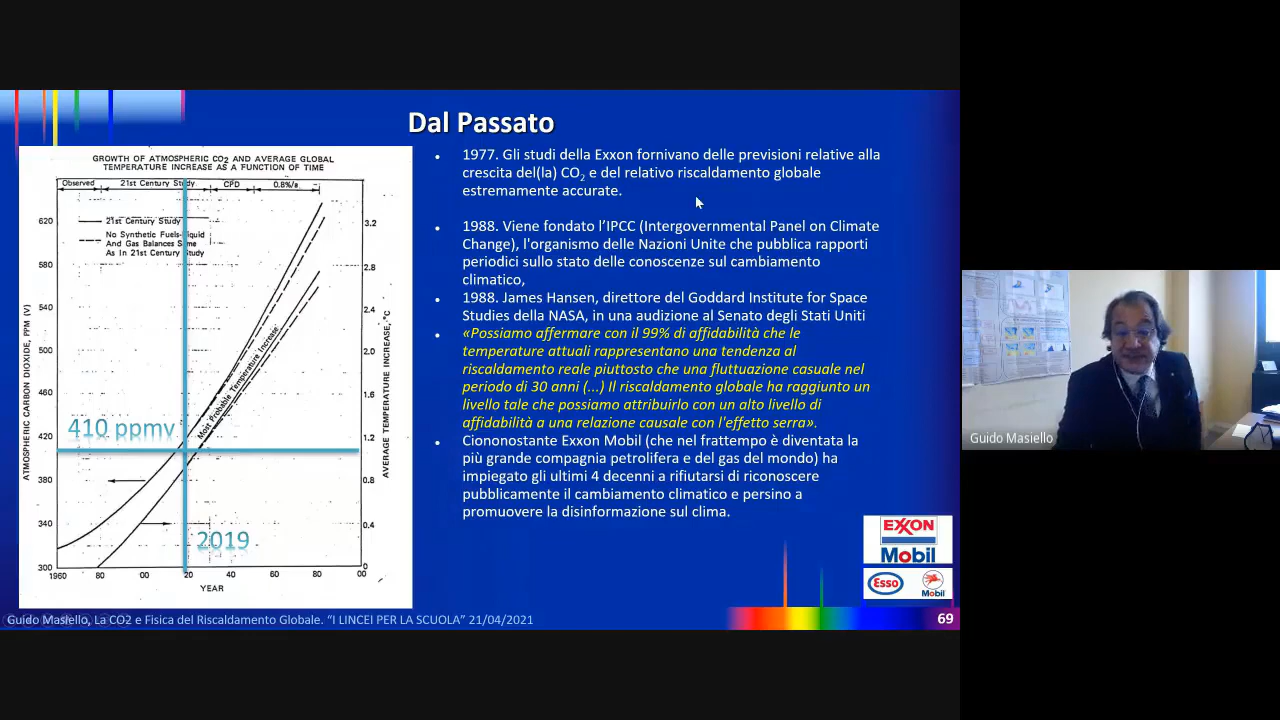 Dal Passato
GROWTH OF ATMOSPHERIC CO2 AND AVERAGE GLOBAL
TEMPERATURE INCREASE AS A FUNCTION OF TIME
Observed
21st Century Study
CPD
0.8%/a
21st Century Study
No Synthetic Fuels-Liquid
And Gas Balances Same
As In 21st Century Study
ATMOSPHERIC CARBON DIOXIDE, PPM (V)
620
580
540
500
460
420
380
340
300
3.2
2.8
2.4
2.0
1.6
1.2
0.8
0.4
0
AVERAGE TEMPERATURE INCREASE, °C
Most Probable Temperature Increase
410 ppmv
2019
1960 80 00 20 40 60 80 00
YEAR
• 1977. Gli studi della Exxon fornivano delle previsioni relative alla
crescita del(la) CO2 e del relativo riscaldamento globale
estremamente accurate.
• 1988. Viene fondato l'IPCC (Intergovernmental Panel on Climate
Change), l'organismo delle Nazioni Unite che pubblica rapporti
periodici sullo stato delle conoscenze sul cambiamento
climatico,
• 1988. James Hansen, direttore del Goddard Institute for Space
Studies della NASA, in una audizione al Senato degli Stati Uniti
• «Possiamo affermare con il 99% di affidabilità che le
temperature attuali rappresentano una tendenza al
riscaldamento reale piuttosto che una fluttuazione casuale nel
periodo di 30 anni (...) Il riscaldamento globale ha raggiunto un
livello tale che possiamo attribuirlo con un alto livello di
affidabilità a una relazione causale con l'effetto serra».
• Ciononostante Exxon Mobil (che nel frattempo è diventata la
più grande compagnia petrolifera e del gas del mondo) ha
impiegato gli ultimi 4 decenni a rifiutarsi di riconoscere
pubblicamente il cambiamento climatico e persino a
promuovere la disinformazione sul clima.
EXXON
Mobil
Esso
Mobil
Guido Masiello, La CO2 e Fisica del Riscaldamento Globale. "I LINCEI PER LA SCUOLA" 21/04/2021
69
Guido Masiello